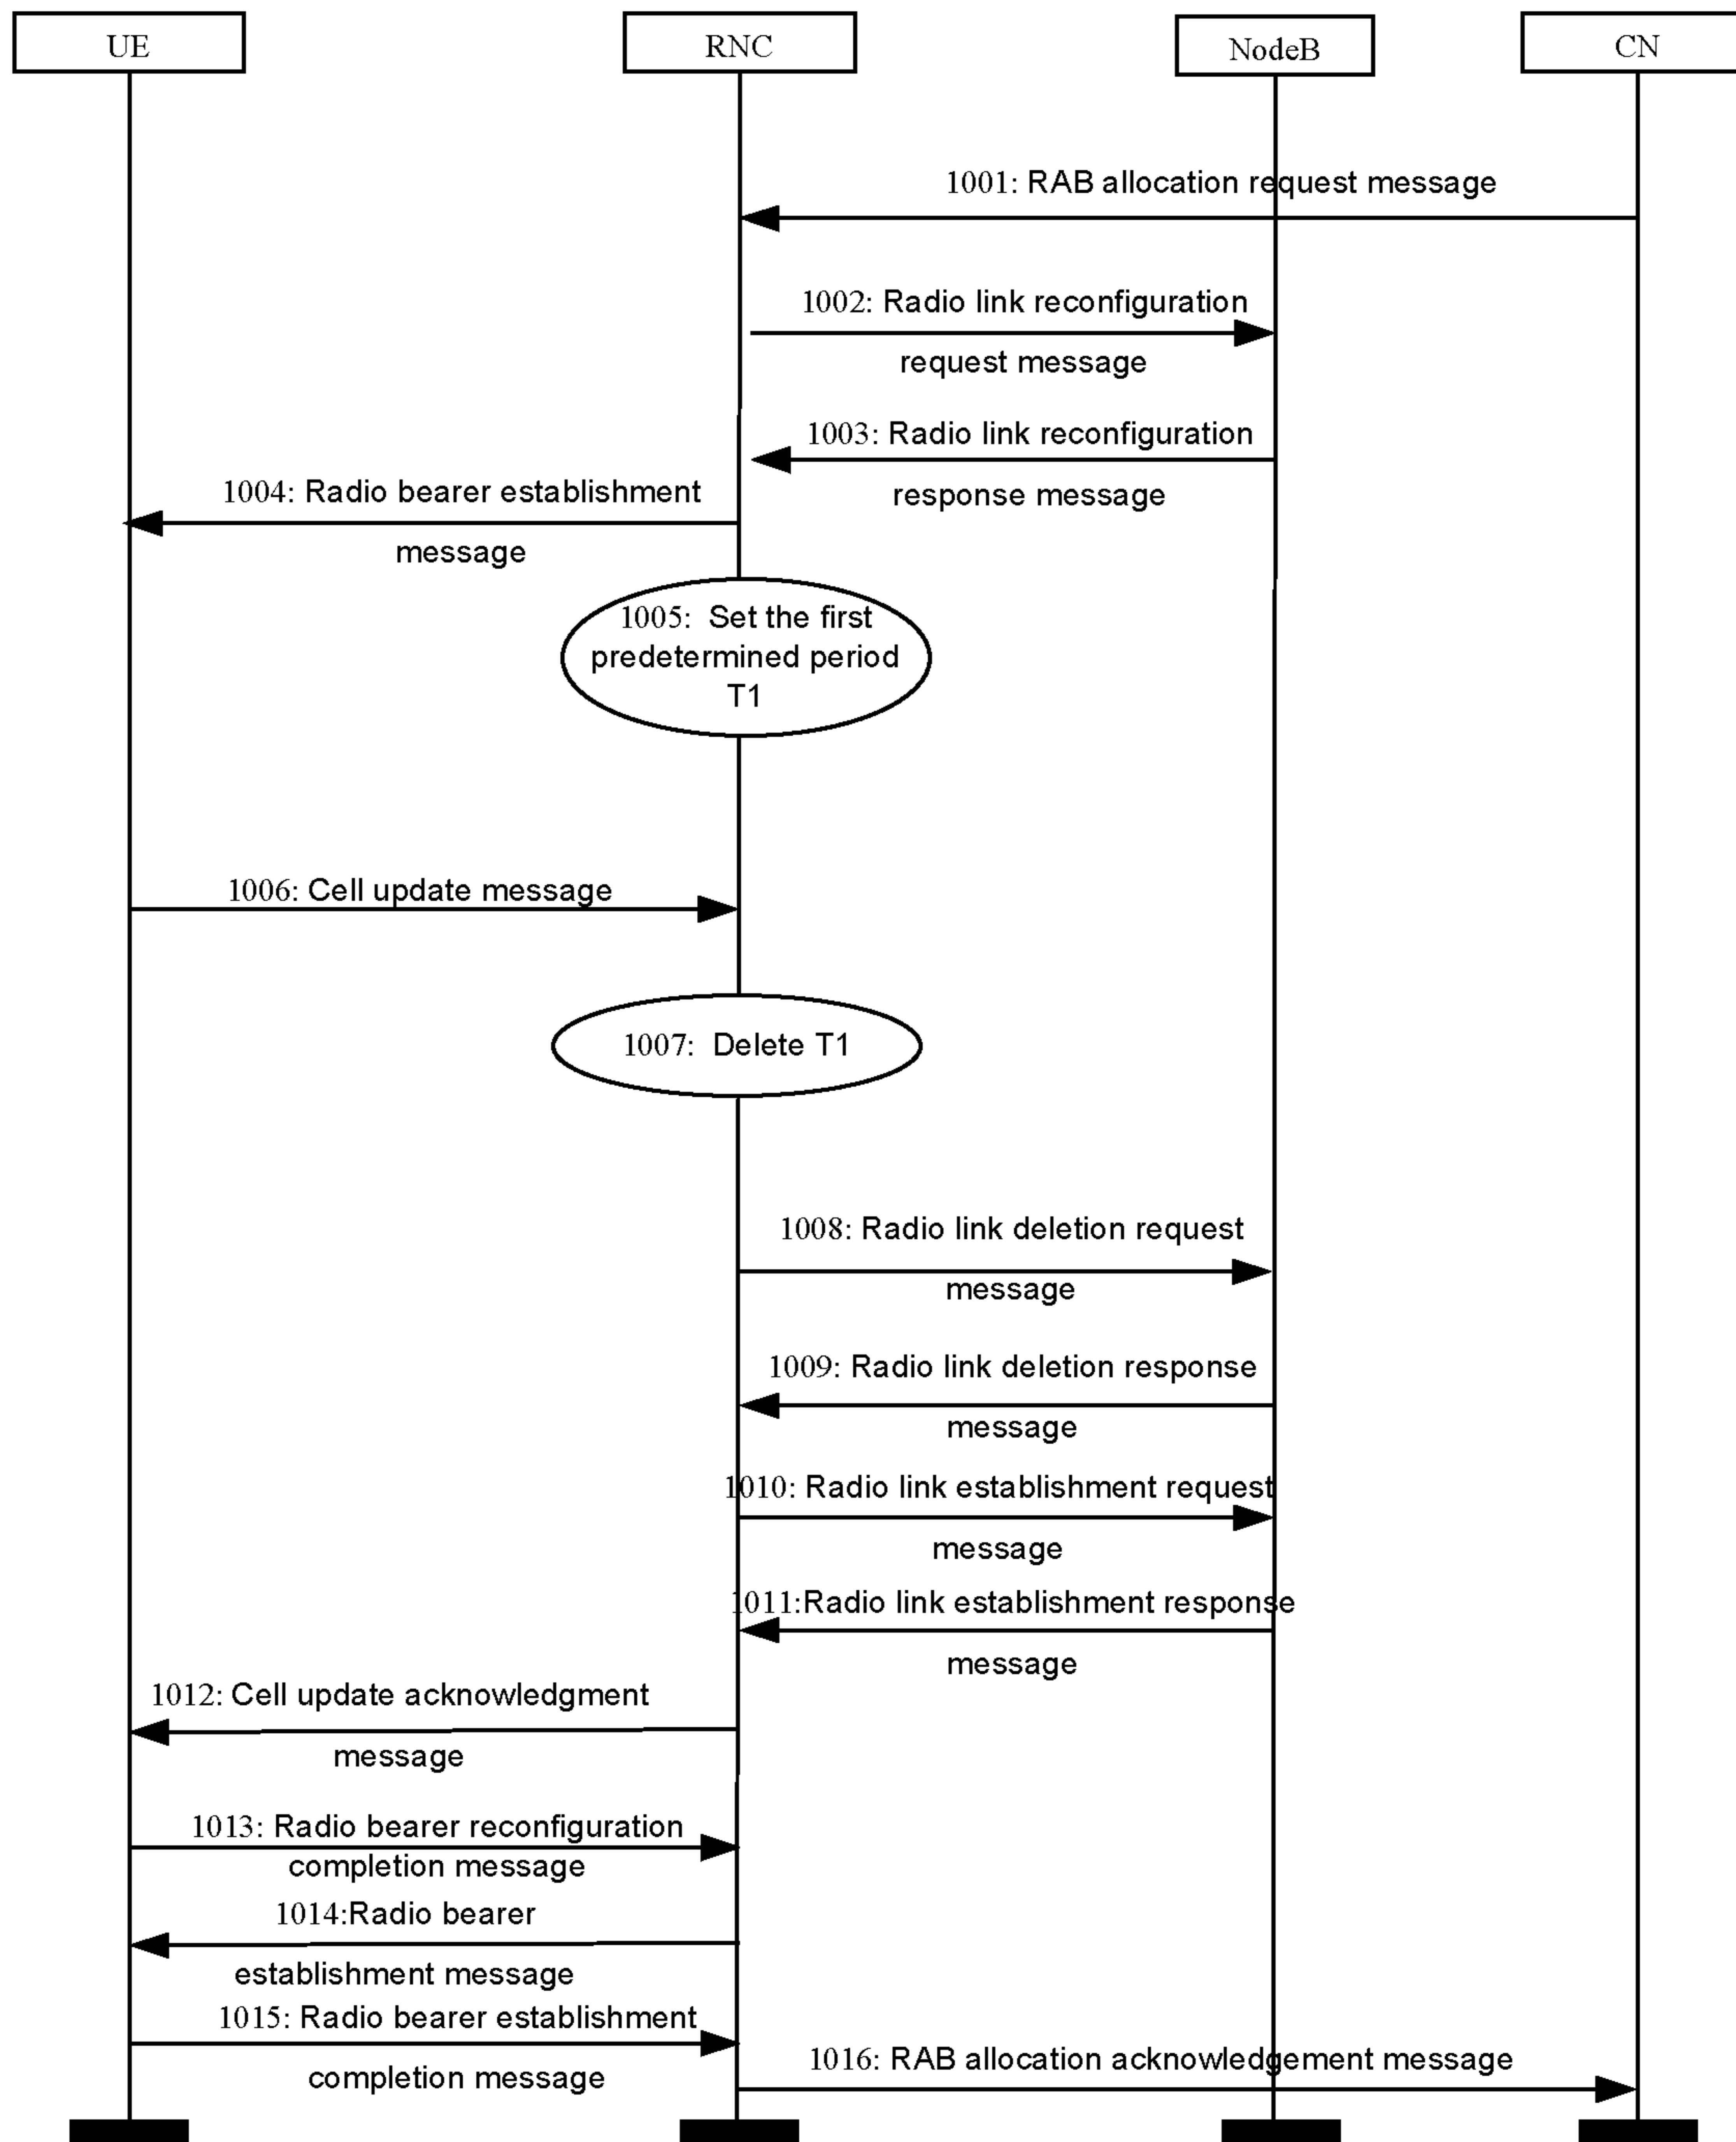 UE
RNC
NodeB
CN
1001: RAB allocation request message
1002: Radio link reconfiguration
request message
1003: Radio link reconfiguration
response message
1004: Radio bearer establishment
message
1005: Set the first
predetermined period
T1
1006: Cell update message
1007: Delete T1
1008: Radio link deletion request
message
1009: Radio link deletion response
message
1010: Radio link establishment request
message
1011:Radio link establishment response
message
1012: Cell update acknowledgment
message
1013: Radio bearer reconfiguration
completion message
1014:Radio bearer
establishment message
1015: Radio bearer establishment
completion message
1016: RAB allocation acknowledgement message